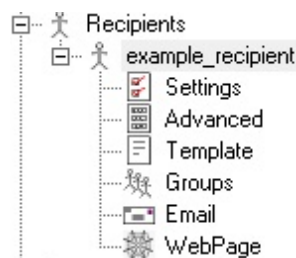 Recipients
example_recipient
Settings
Advanced
Template
Groups
Email
WebPage